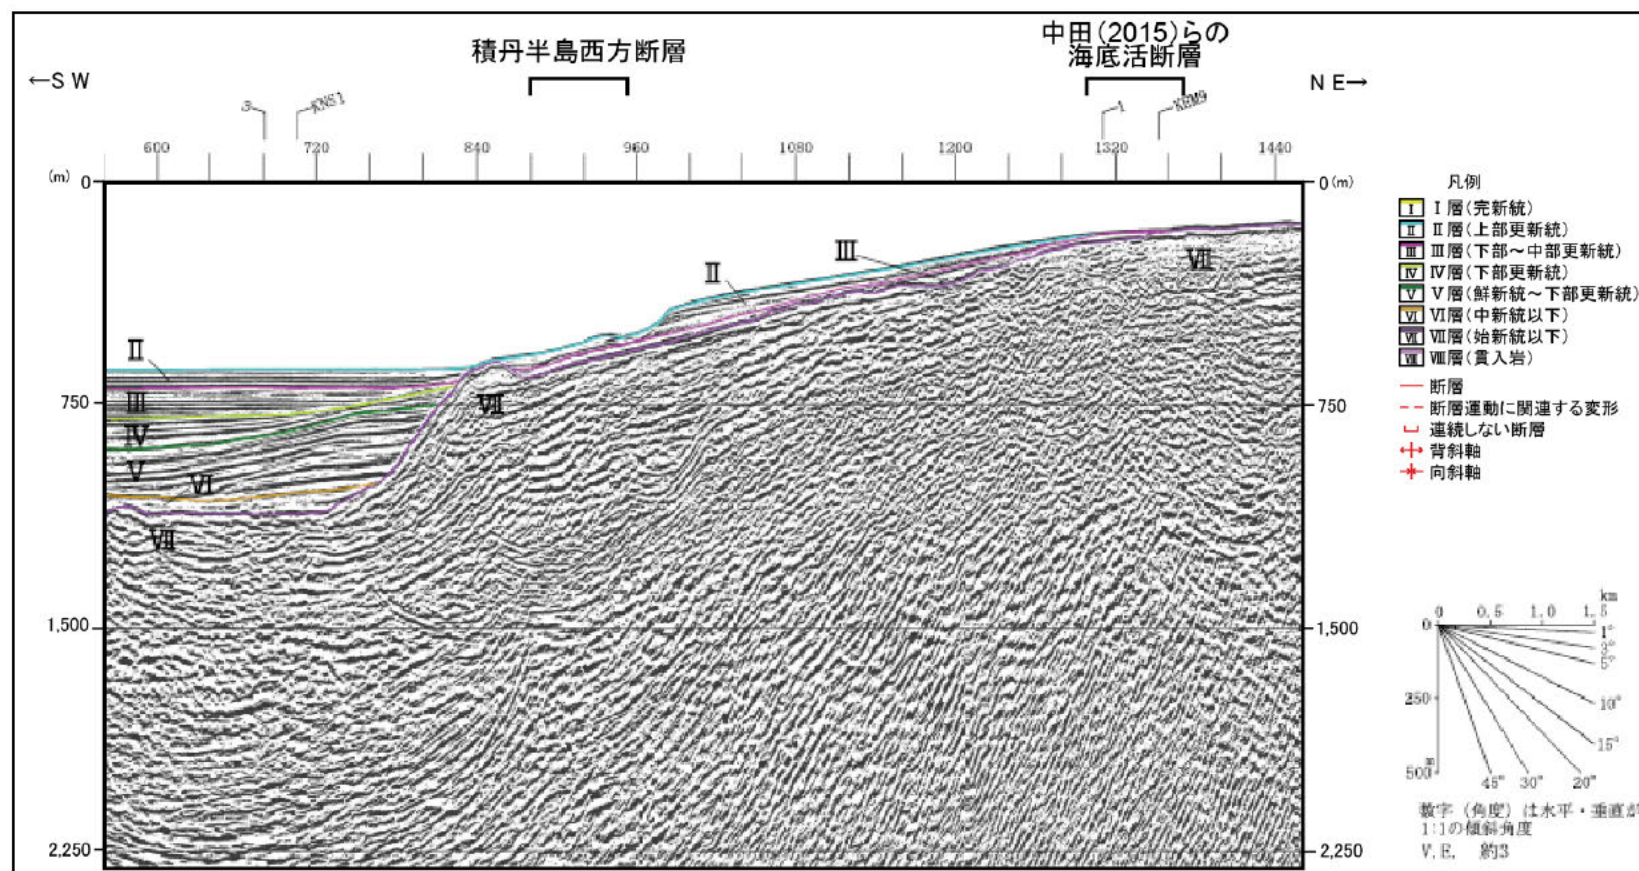 中田(2015)らの
海底活断層
積丹半島西方断層
←S W
N E→
3
KNS1
1
KEM9
600
720
840
960
1080
1200
1320
1440
(m)
0
0(m)
750
750
1,500
1,500
2,250
2,250
Ⅱ
Ⅲ
Ⅳ
Ⅴ
Ⅵ
Ⅶ
Ⅶ
Ⅱ
Ⅲ
Ⅶ
凡例
Ⅰ Ⅰ層(完新統)
Ⅱ Ⅱ層(上部更新統)
Ⅲ Ⅲ層(下部~中部更新統)
Ⅳ Ⅳ層(下部更新統)
Ⅴ Ⅴ層(鮮新統~下部更新統)
Ⅵ Ⅵ層(中新統以下)
Ⅶ Ⅶ層(始新統以下)
Ⅷ Ⅷ層(貫入岩)
断層
断層運動に関連する変形
連続しない断層
背斜軸
向斜軸
km
0 0.5 1.0 1.5
0
250
500
m
1°
3°
5°
10°
15°
20°
30°
45°
数字(角度)は水平・垂直が
1:1の傾斜角度
V.E. 約3